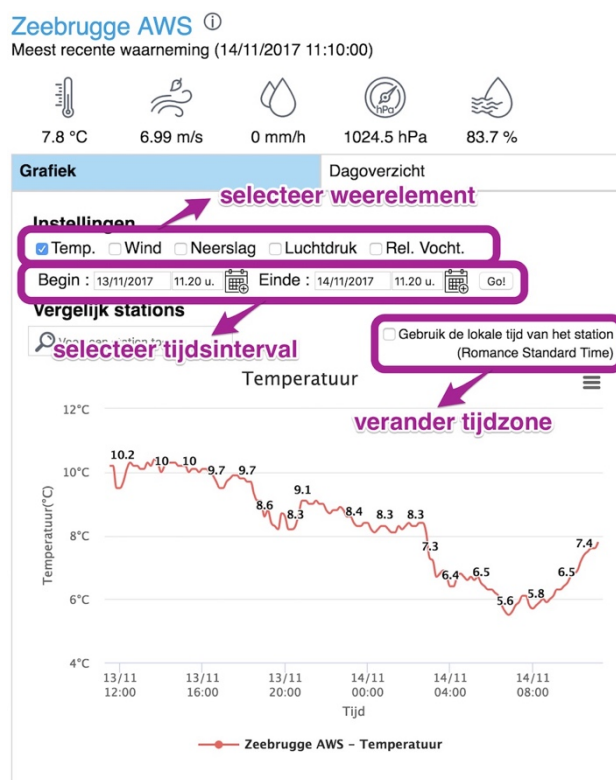 Zeebrugge AWS
Meest recente waarneming (14/11/2017 11:10:00)
hPa
7.8 °C 6.99 m/s 0 mm/h 1024.5 hPa 83.7 %
Grafiek Dagoverzicht
selecteer weerelement
Instellingen
Temp. Wind Neerslag Luchtdruk Rel. Vocht.
Begin : 13/11/2017 11.20 u. Einde : 14/11/2017 11.20 u. Go!
Vergelijk stations
selecteer tijdsinterval
Gebruik de lokale tijd van het station
(Romance Standard Time)
Temperatuur
verander tijdzone
12°C
10°C
8°C
6°C
4°C
Temperatuur(°C)
10.2 10 10 9.7 9.7 8.6 8.3 9.1 8.4 8.3 8.3 7.3 6.4 6.5 5.6 5.8 6.5 7.4
13/11 13/11 13/11 14/11 14/11 14/11
12:00 16:00 20:00 00:00 04:00 08:00
Tijd
Zeebrugge AWS – Temperatuur